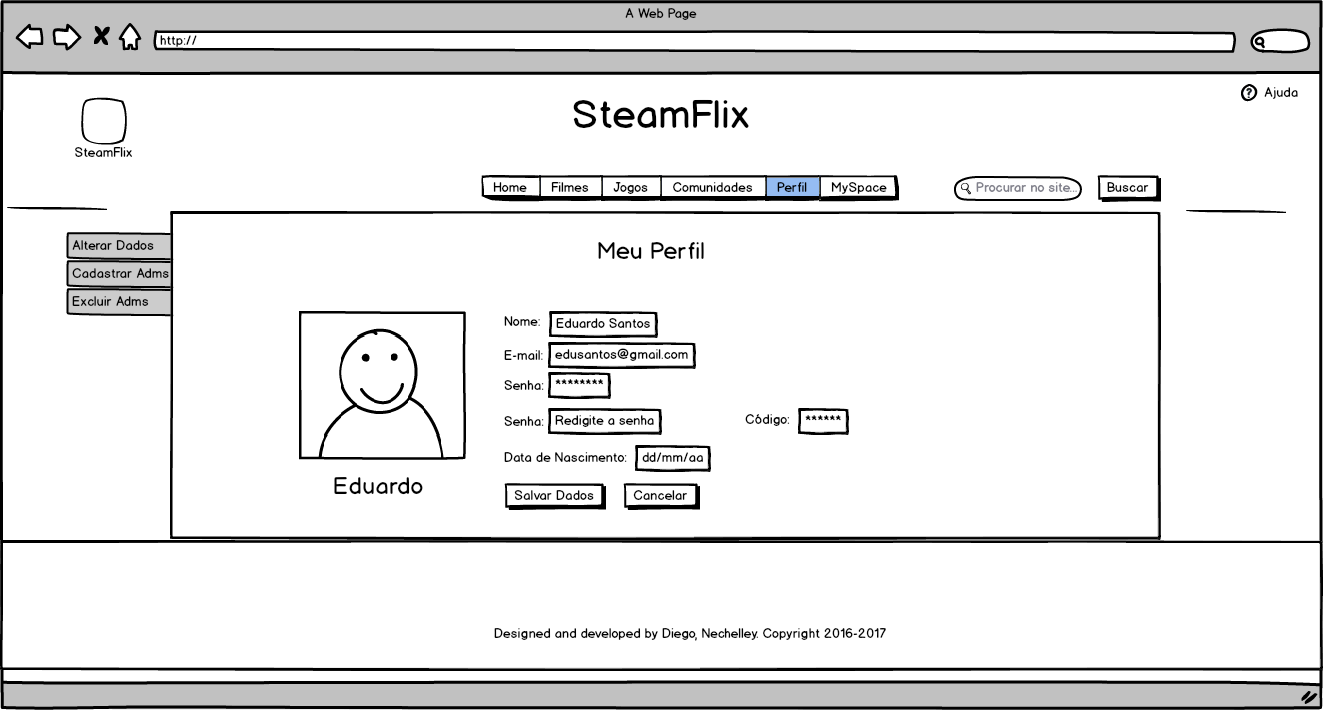 A Web Page
http://
Ajuda
SteamFlix
SteamFlix
Home Filmes Jogos Comunidades Perfil MySpace
Procurar no site...
Buscar
Alterar Dados
Cadastrar Adms
Excluir Adms
Meu Perfil
Eduardo
Nome: Eduardo Santos
E-mail: edusantos@gmail.com
Senha: ********
Senha: Redigite a senha
Código: ******
Data de Nascimento: dd/mm/aa
Salvar Dados
Cancelar
Designed and developed by Diego, Nechelley. Copyright 2016-2017